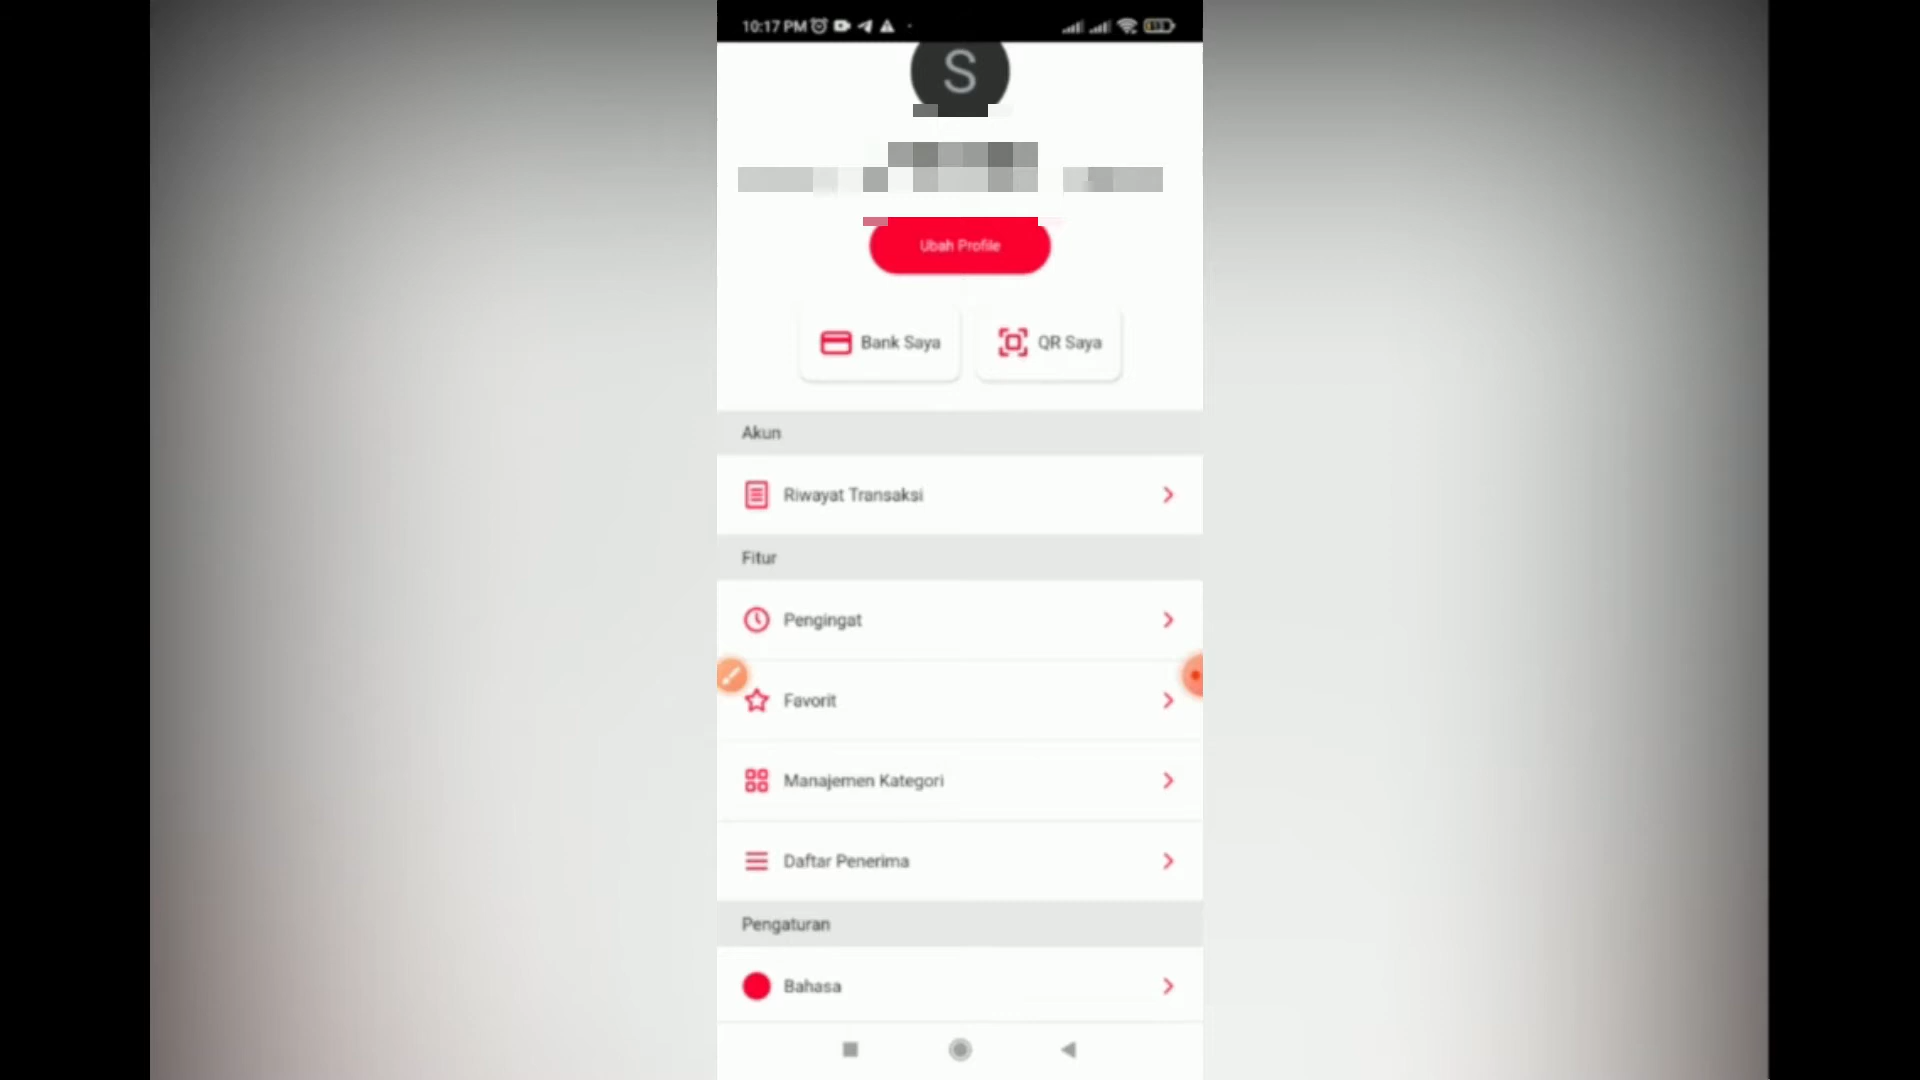 10:17 PM
S
Ubah Profile
Bank Saya
QR Saya
Akun
Riwayat Transaksi
Fitur
Pengingat
Favorit
Manajemen Kategori
Daftar Penerima
Pengaturan
Bahasa